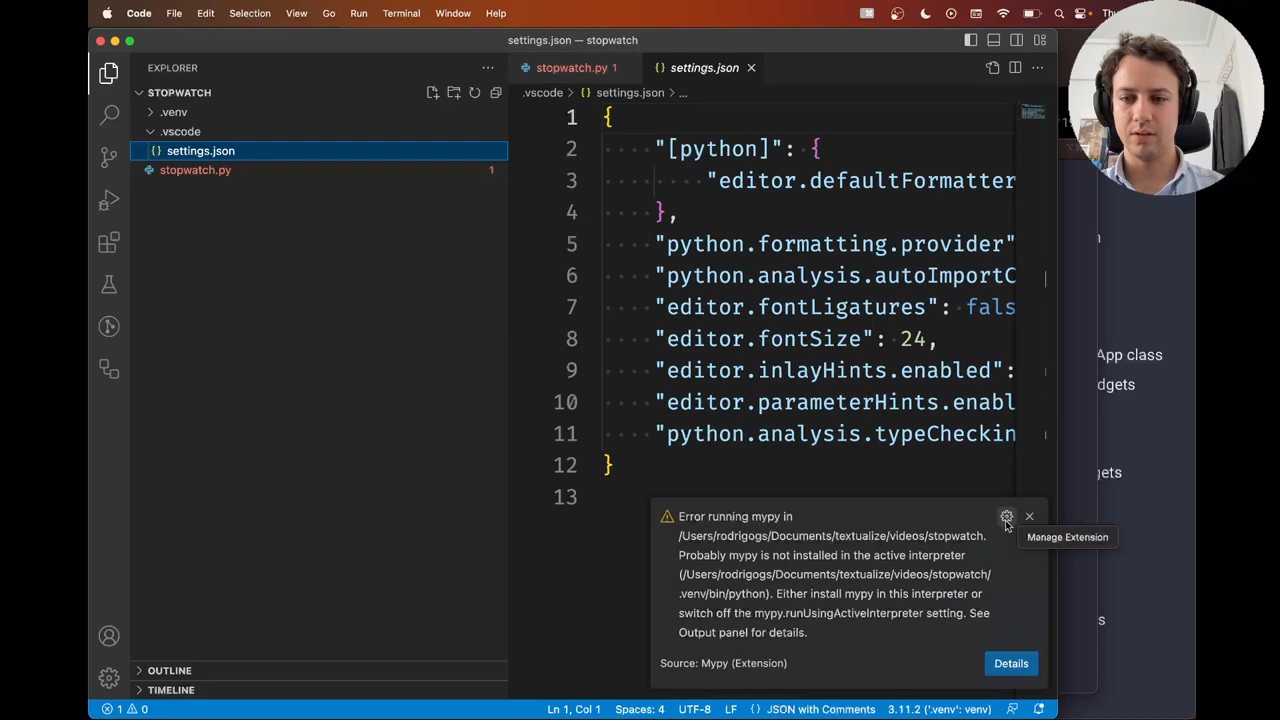 Code File Edit Selection View Go Run Terminal Window Help
settings.json — stopwatch
EXPLORER
STOPWATCH
.venv
.vscode
settings.json
stopwatch.py 1
OUTLINE
TIMELINE
stopwatch.py 1 settings.json
.vscode > settings.json > ...
1 {
2 "[python]": {
3 "editor.defaultFormatter
4 },
5 "python.formatting.provider"
6 "python.analysis.autoImportC
7 "editor.fontLigatures": fals
8 "editor.fontSize": 24,
9 "editor.inlayHints.enabled":
10 "editor.parameterHints.enabl
11 "python.analysis.typeCheckin
12 }
13
Error running mypy in
/Users/rodrigogs/Documents/textualize/videos/stopwatch.
Probably mypy is not installed in the active interpreter
(/Users/rodrigogs/Documents/textualize/videos/stopwatch/
.venv/bin/python). Either install mypy in this interpreter or
switch off the mypy.runUsingActiveInterpreter setting. See
Output panel for details.
Source: Mypy (Extension)
Details
Manage Extension
App class
dgets
gets
1 0 Ln 1, Col 1 Spaces: 4 UTF-8 LF {} JSON with Comments 3.11.2 ('.venv': venv)